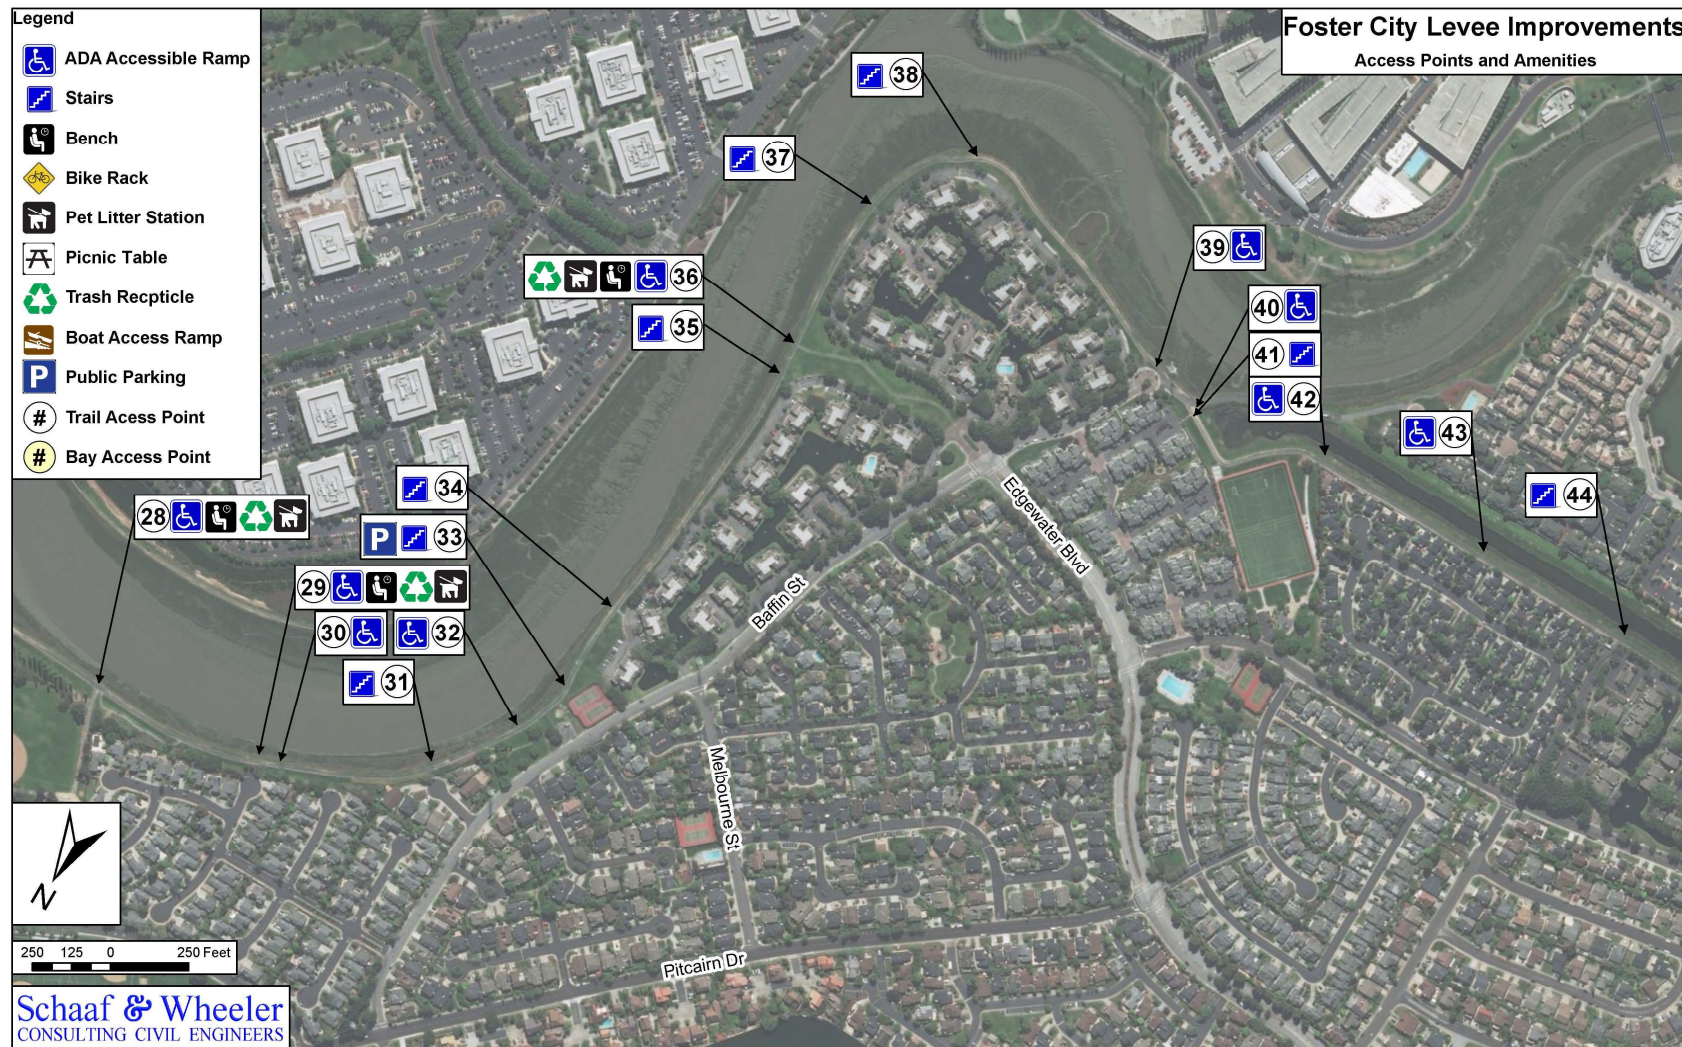 Legend
ADA Accessible Ramp
Stairs
Bench
Bike Rack
Pet Litter Station
Picnic Table
Trash Recpticle
Boat Access Ramp
P Public Parking
# Trail Acess Point
# Bay Access Point
Foster City Levee Improvements
Access Points and Amenities
38
37
39
36
35
40
41
42
43
44
34
28
P 33
29
30
32
31
Edgewater Blvd
Baffin St
Melbourne St
Pitcairn Dr
N
250 125 0 250 Feet
Schaaf & Wheeler
CONSULTING CIVIL ENGINEERS